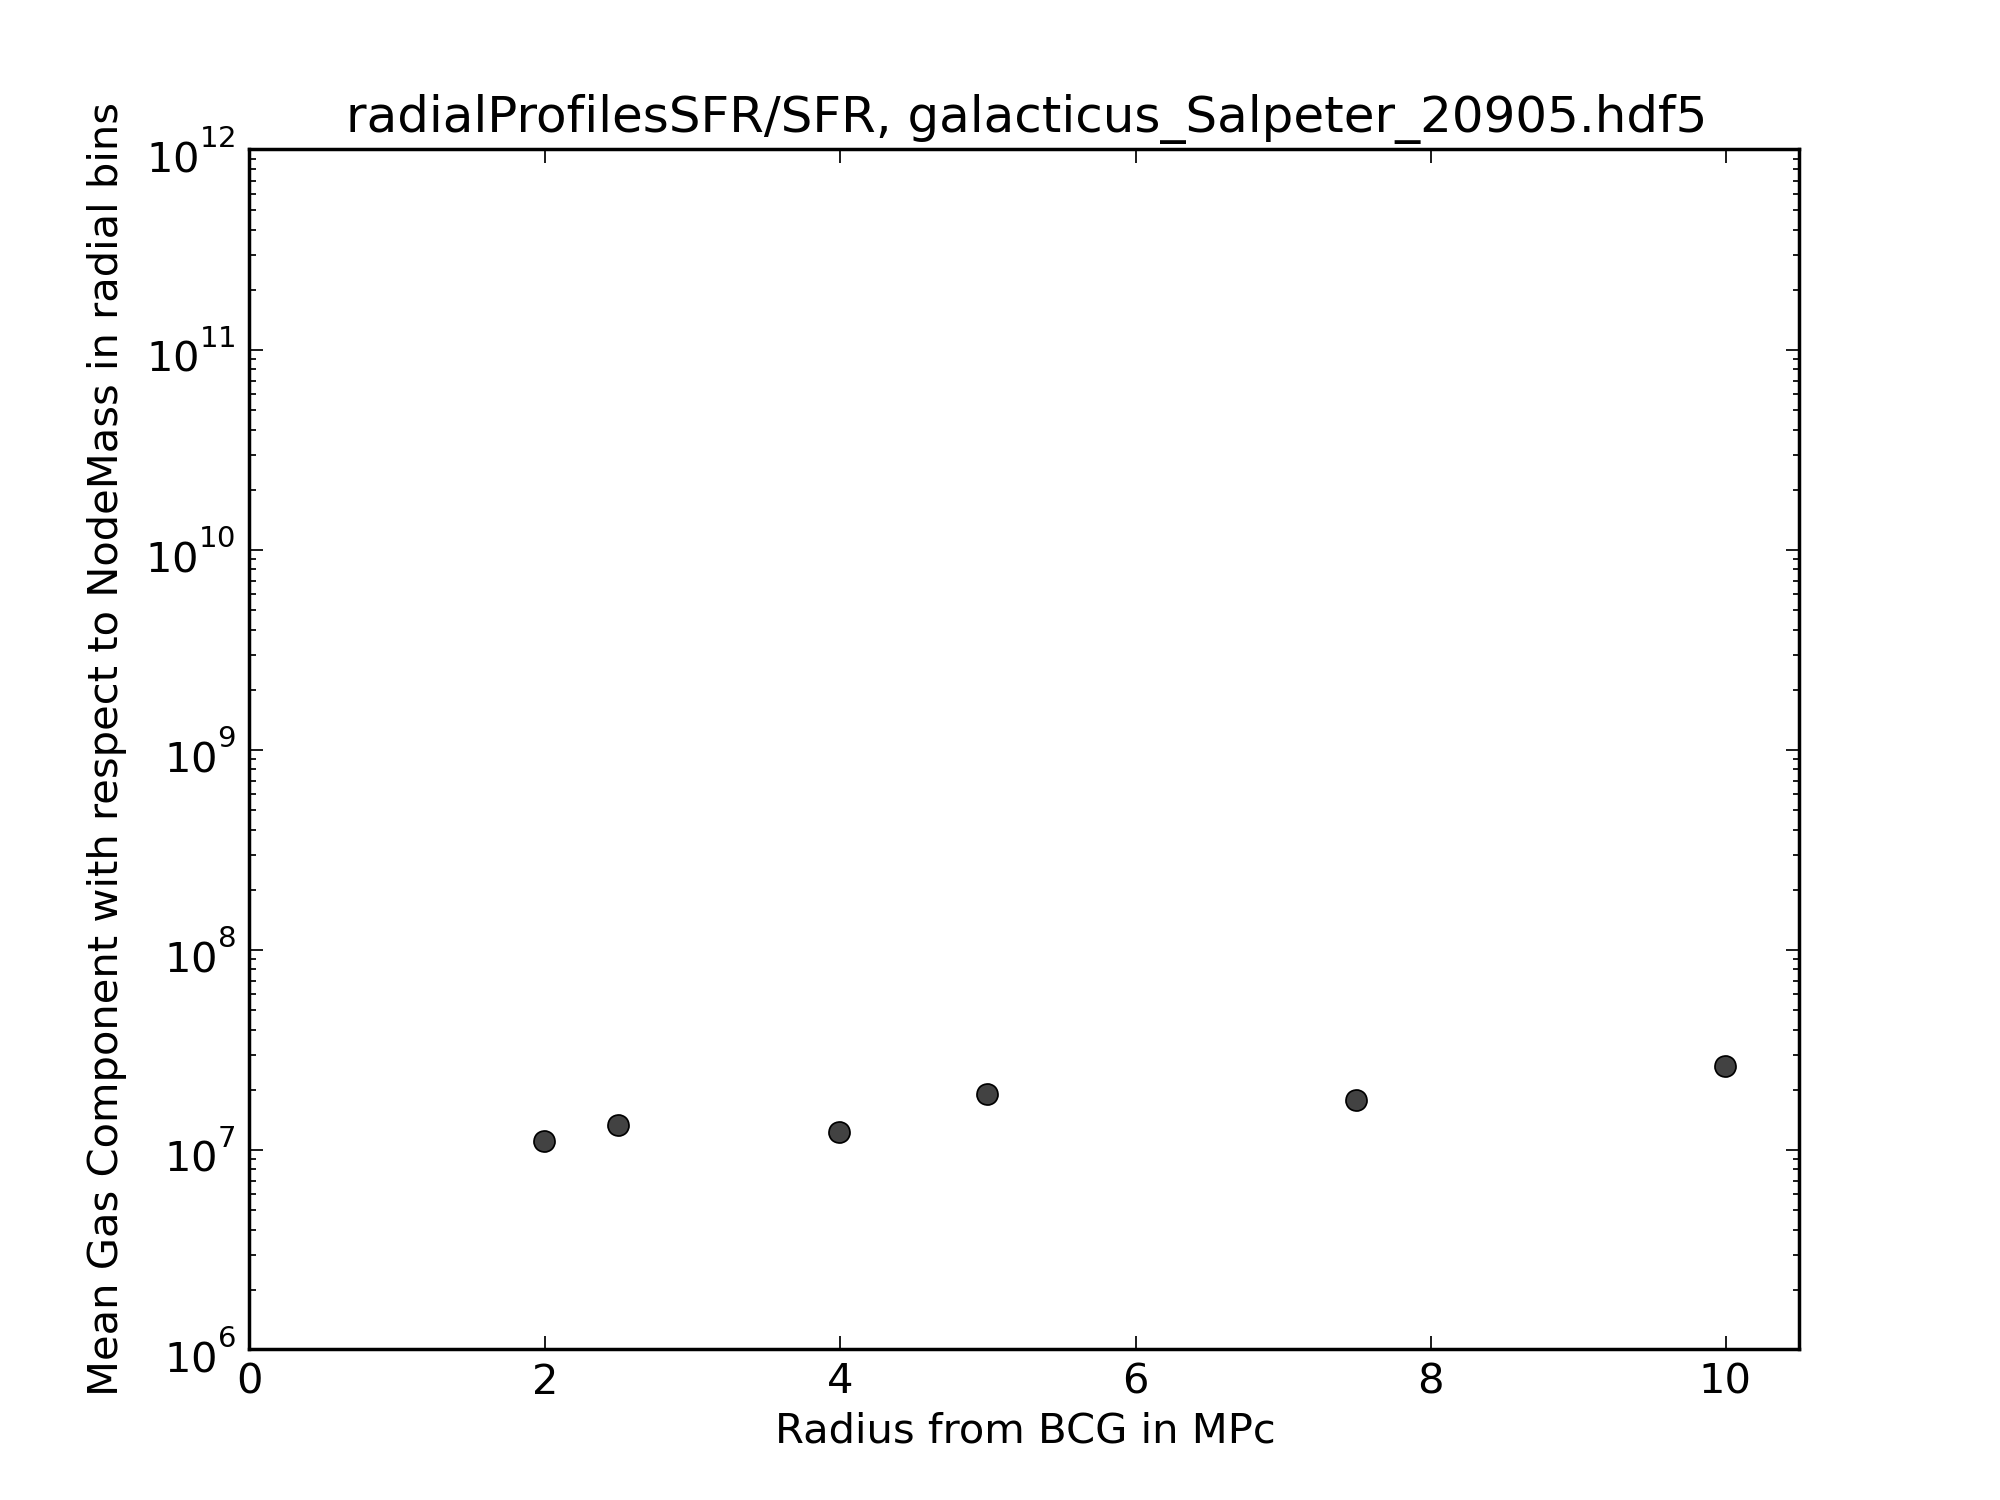 radialProfilesSFR/SFR, galacticus_Salpeter_20905.hdf5
Mean Gas Component with respect to NodeMass in radial bins
10^12
10^11
10^10
10^9
10^8
10^7
10^6
0 2 4 6 8 10
Radius from BCG in MPc